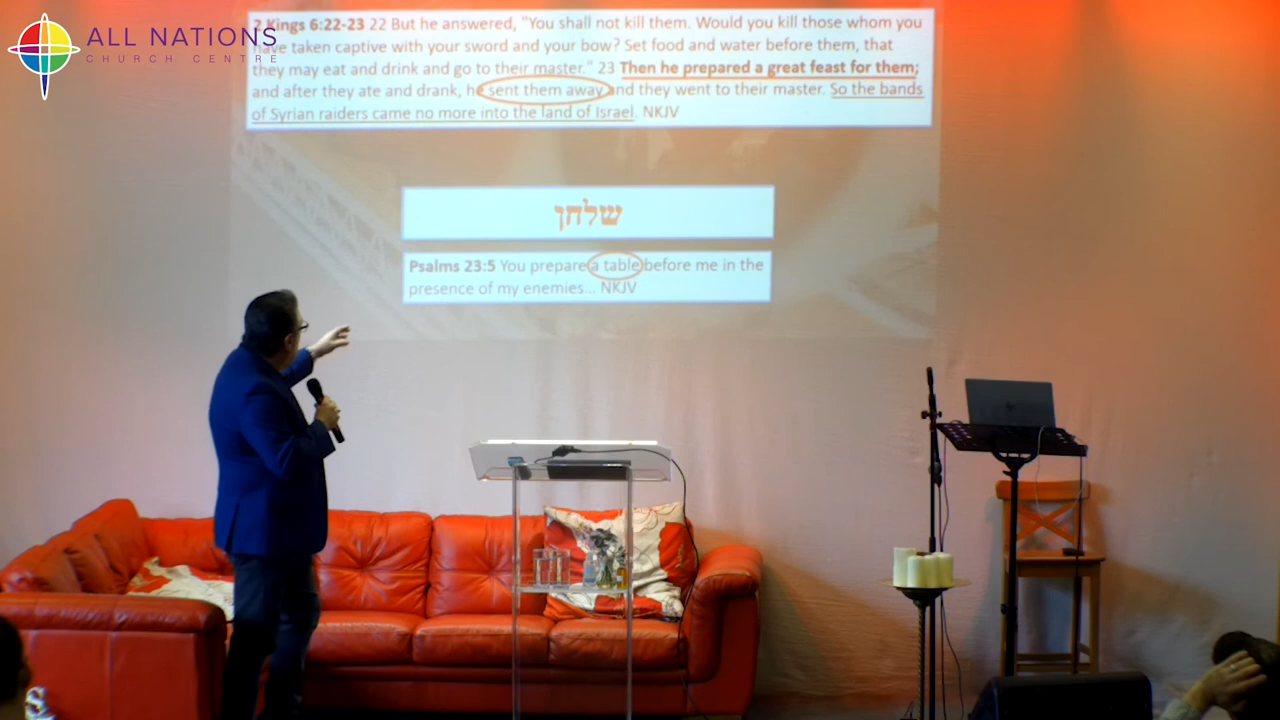 ALL NATIONS
CHURCH CENTRE
2 Kings 6:22-23 22 But he answered, "You shall not kill them. Would you kill those whom you
have taken captive with your sword and your bow? Set food and water before them, that
they may eat and drink and go to their master." 23 Then he prepared a great feast for them;
and after they ate and drank, he sent them away and they went to their master. So the bands
of Syrian raiders came no more into the land of Israel. NKJV
שלחן
Psalms 23:5 You prepare a table before me in the
presence of my enemies... NKJV